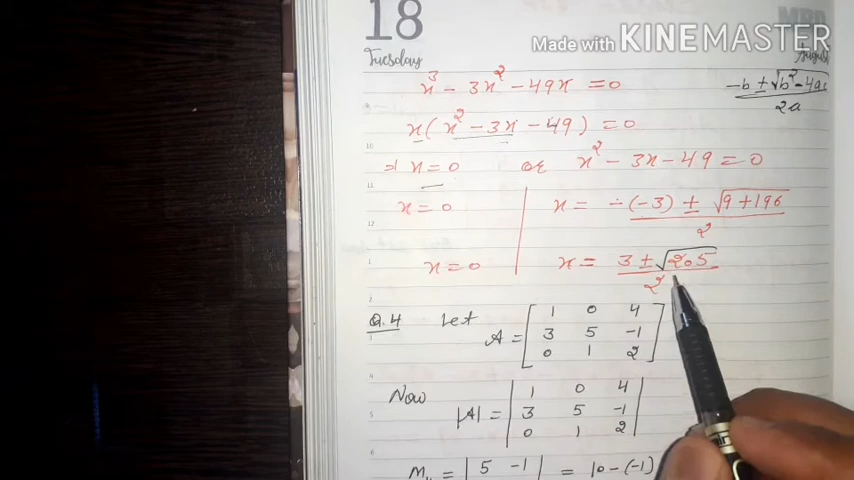 18
Tuesday
Made with KINEMASTER
August
x³ - 3x² - 49x = 0
-b ± √b² - 4ac
2a
x(x² - 3x - 49) = 0
⇒ x = 0 or x² - 3x - 49 = 0
x = 0 x = -(-3) ± √9 + 196
2
x = 0 x = 3 ± √205
2
Q.4 Let A = [1 0 4
3 5 -1
0 1 2]
Now |A| = |1 0 4
3 5 -1
0 1 2|
M₁₁ = |5 -1| = 10 - (-1)